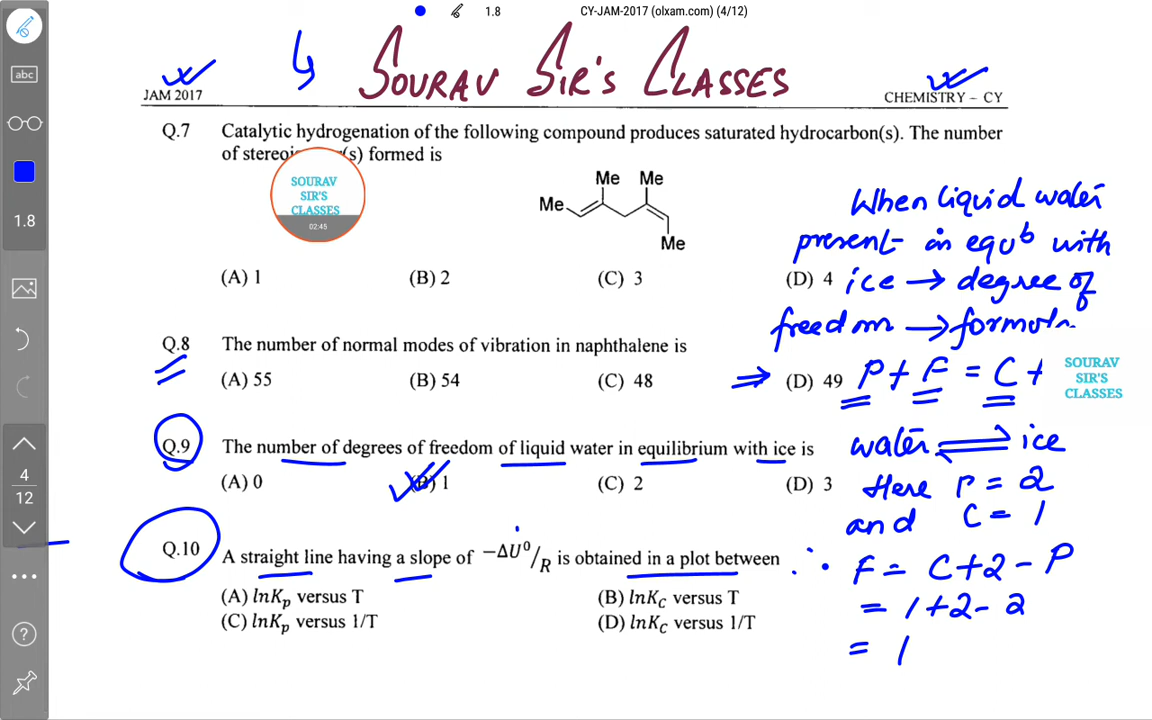 1.8
CY-JAM-2017 (olxam.com) (4/12)
SOURAV SIR'S CLASSES
JAM 2017
CHEMISTRY – CY
abc
1.8
4
12
?
Q.7 Catalytic hydrogenation of the following compound produces saturated hydrocarbon(s). The number
of (s) formed is
SOURAV
SIR'S
CLASSES
02:45
Me Me
Me
Me
(A) 1 (B) 2 (C) 3 (D) 4
Q.8 The number of normal modes of vibration in naphthalene is
(A) 55 (B) 54 (C) 48 (D) 49
Q.9 The number of degrees of freedom of liquid water in equilibrium with ice is
(A) 0 (B) 1 (C) 2 (D) 3
Q.10 A straight line having a slope of −ΔU⁰/R is obtained in a plot between
(A) lnKp versus T (B) lnKC versus T
(C) lnKp versus 1/T (D) lnKC versus 1/T
When liquid water
present in equb with
ice → degree of
freedom → formula
⇒ P + F = C +
SOURAV
SIR'S
CLASSES
water ⇌ ice
Here P = 2
and C = 1
∴ F = C + 2 - P
= 1 + 2 - 2
= 1